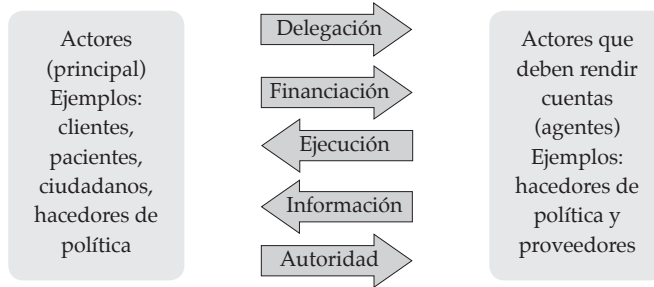 Actores
(principal)
Ejemplos:
clientes,
pacientes,
ciudadanos,
hacedores de
política
Delegación
Financiación
Ejecución
Información
Autoridad
Actores que
deben rendir
cuentas
(agentes)
Ejemplos:
hacedores de
política y
proveedores